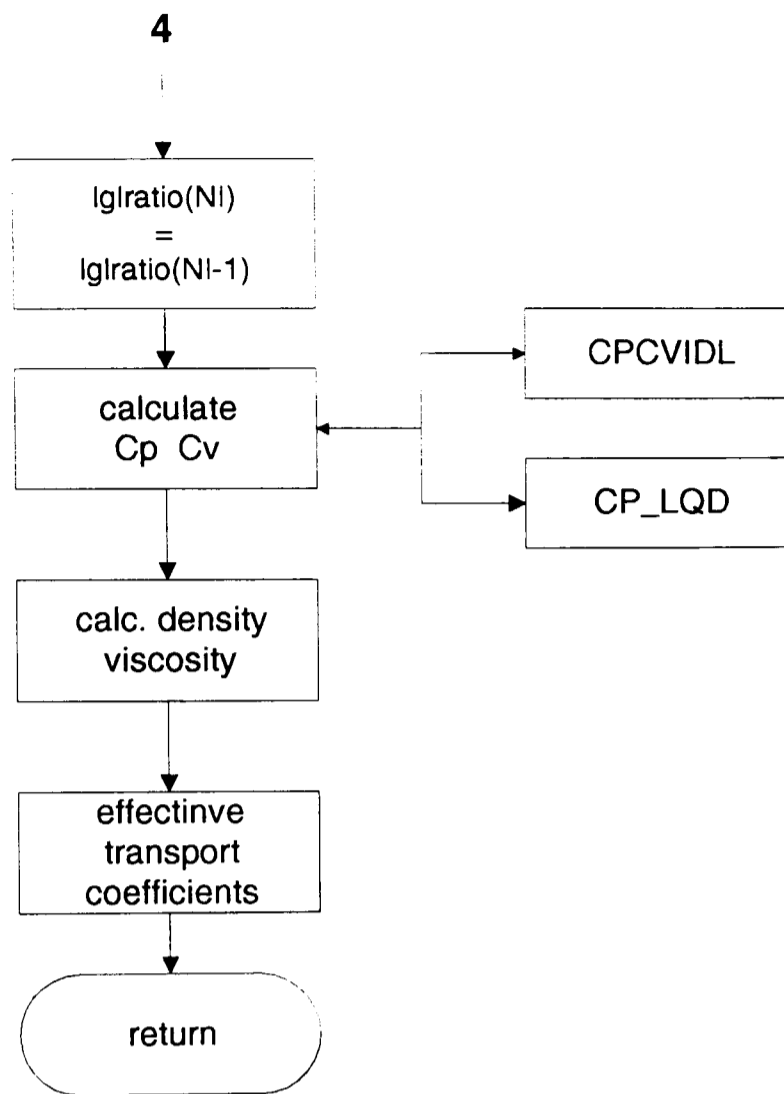 4
lglratio(NI)
=
lglratio(NI-1)
calculate
Cp Cv
CPCVIDL
CP_LQD
calc. density
viscosity
effectinve
transport
coefficients
return